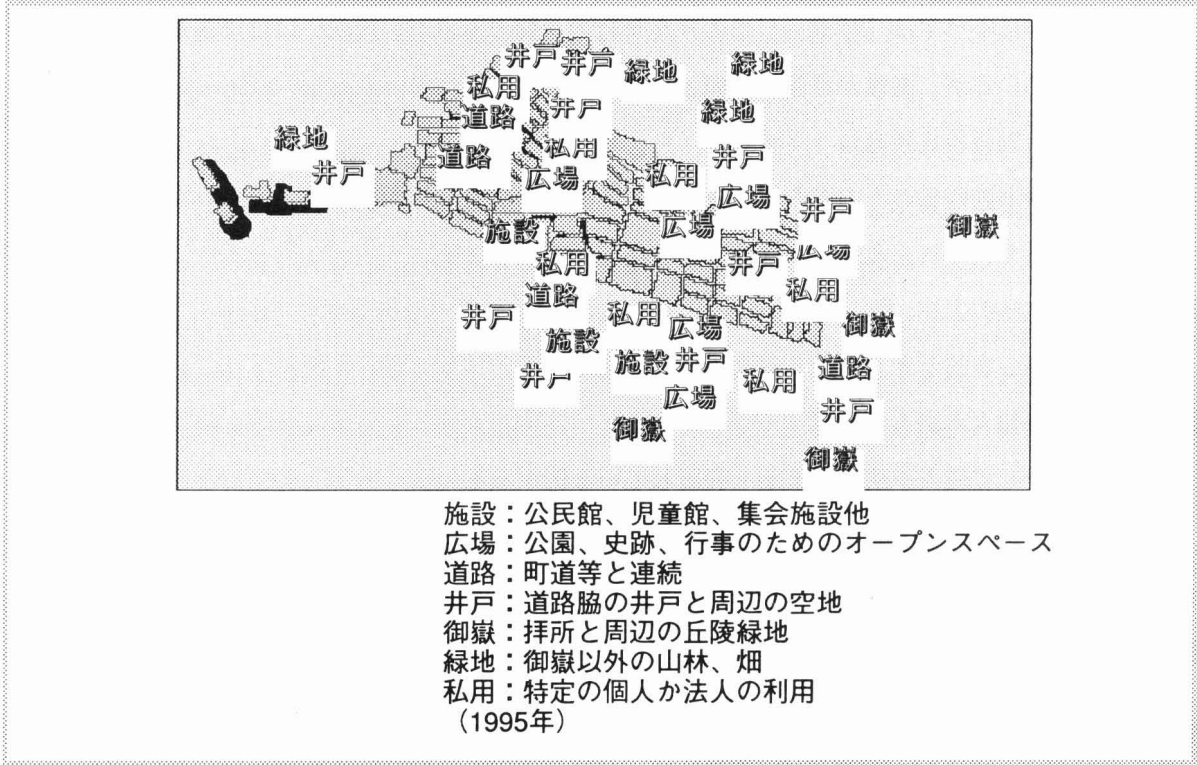 井戸
井戸
緑地
緑地
私用
井戸
緑地
道路
緑地
私用
井戸
道路
井戸
広場
私用
広場
井戸
施設
広場
御嶽
広場
私用
井戸
道路
私用
井戸
私用
広場
御嶽
施設
施設
井戸
道路
井戸
私用
広場
井戸
御嶽
御嶽
施設：公民館、児童館、集会施設他
広場：公園、史跡、行事のためのオープンスペース
道路：町道等と連続
井戸：道路脇の井戸と周辺の空地
御嶽：拝所と周辺の丘陵緑地
緑地：御嶽以外の山林、畑
私用：特定の個人か法人の利用
（1995年）